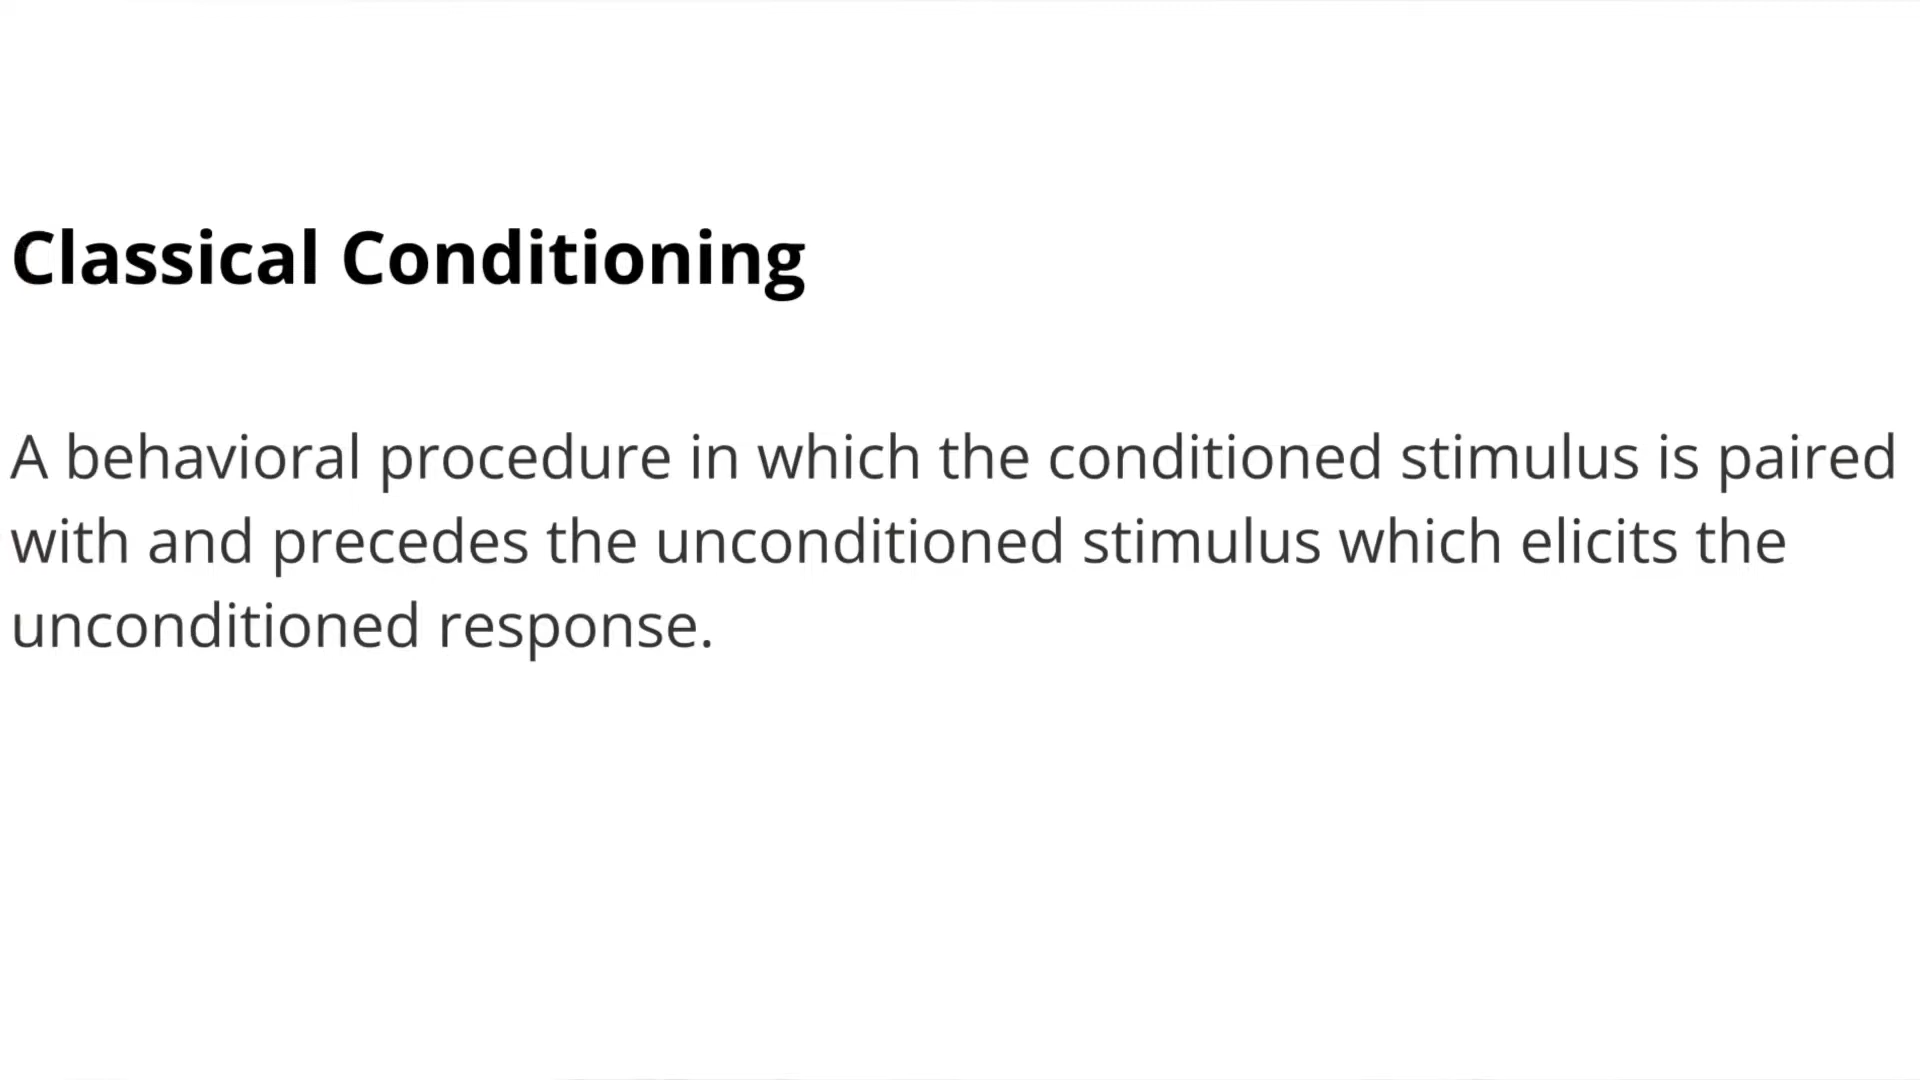 Classical Conditioning
A behavioral procedure in which the conditioned stimulus is paired
with and precedes the unconditioned stimulus which elicits the
unconditioned response.